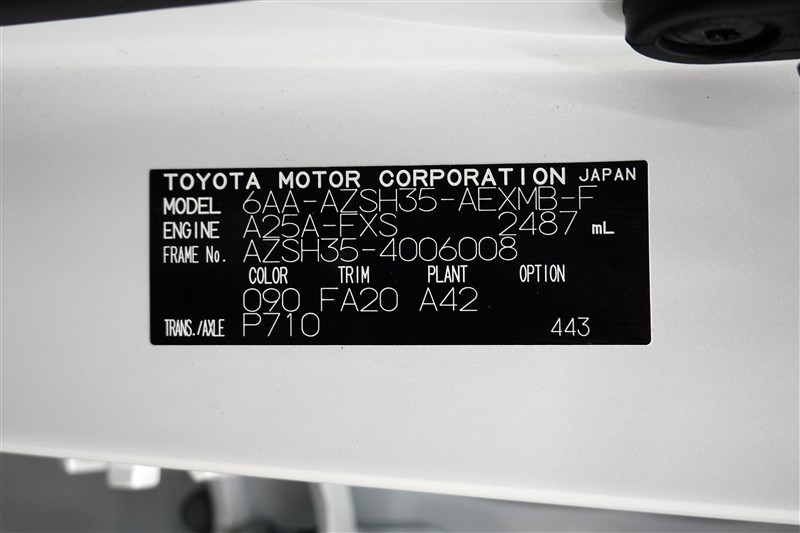 TOYOTA MOTOR CORPORATION JAPAN
MODEL 6AA-AZSH35-AEXMB-F
ENGINE A25A-FXS 2487 mL
FRAME No. AZSH35-4006008
COLOR TRIM PLANT OPTION
090 FA20 A42
TRANS./AXLE P710 443